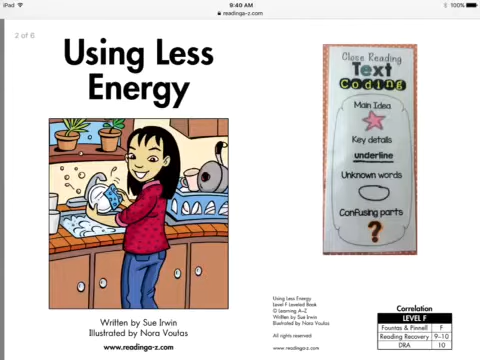 iPad
9:40 AM
100%
readinga-z.com
2 of 6
Using Less
Energy
Written by Sue Irwin
Illustrated by Nora Voutas
www.readinga-z.com
Close Reading
Text
Coding
Main Idea
Key details
underline
Unknown words
Confusing parts
?
Using Less Energy
Level F Leveled Book
© Learning A–Z
Written by Sue Irwin
Illustrated by Nora Voutas
All rights reserved.
www.readinga-z.com
Correlation
LEVEL F
Fountas & Pinnell F
Reading Recovery 9–10
DRA 10